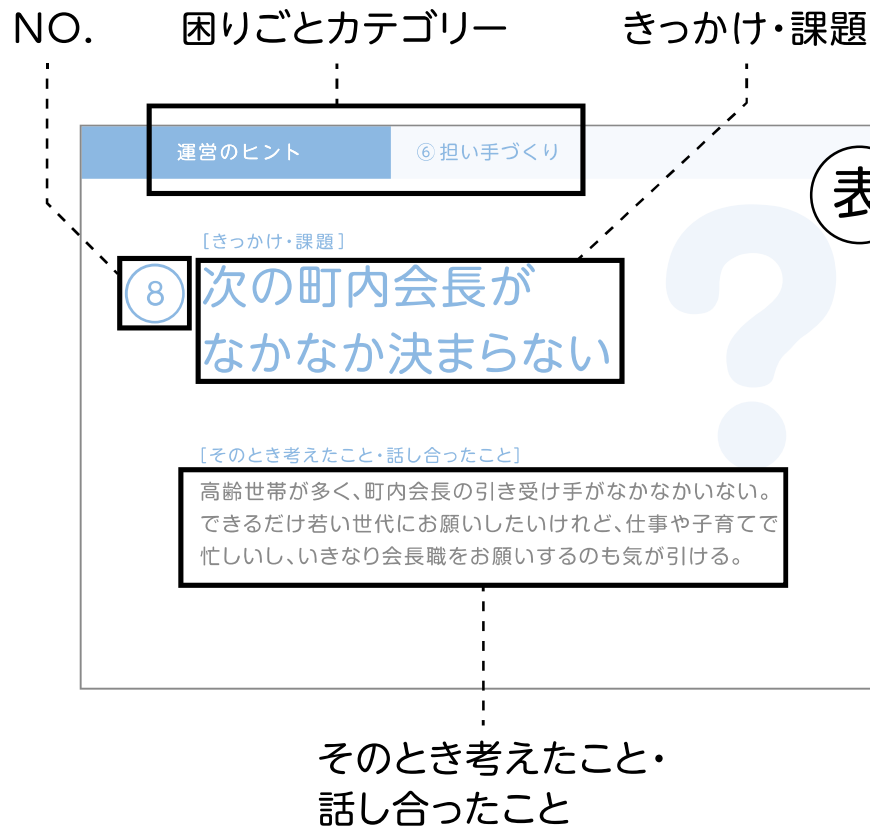 NO.
困りごとカテゴリー
きっかけ・課題
運営のヒント
⑥担い手づくり
表
[きっかけ・課題]
8
次の町内会長が
なかなか決まらない
?
[そのとき考えたこと・話し合ったこと]
高齢世帯が多く、町内会長の引き受け手がなかなかいない。
できるだけ若い世代にお願いしたいけれど、仕事や子育てで
忙しいし、いきなり会長職をお願いするのも気が引ける。
そのとき考えたこと・
話し合ったこと